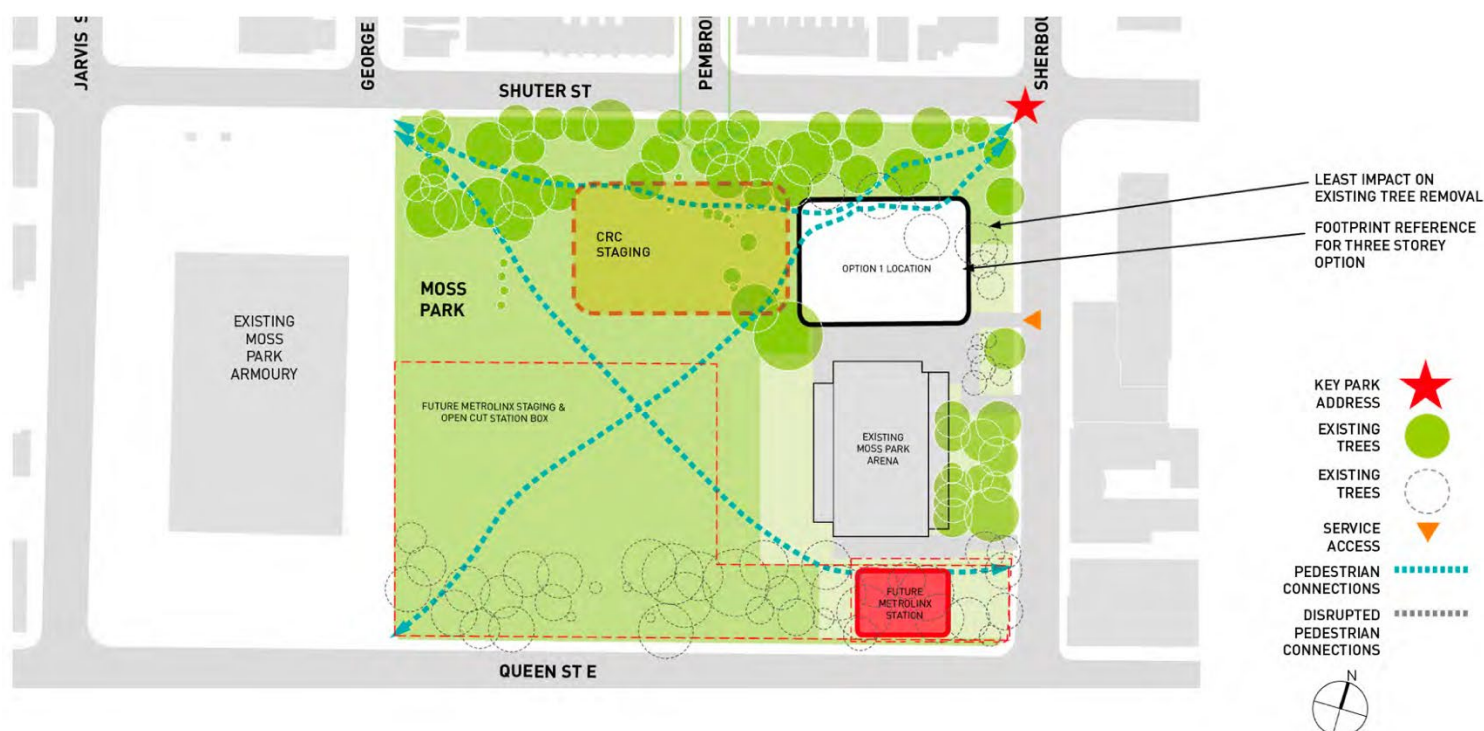 JARVIS S
GEORGE
PEMBRO
SHERBOU
SHUTER ST
LEAST IMPACT ON
EXISTING TREE REMOVAL
FOOTPRINT REFERENCE
FOR THREE STOREY
OPTION
CRC
STAGING
OPTION 1 LOCATION
MOSS
PARK
EXISTING
MOSS
PARK
ARMOURY
FUTURE METROLINX STAGING &
OPEN CUT STATION BOX
EXISTING
MOSS PARK
ARENA
FUTURE
METROLINX
STATION
QUEEN ST E
KEY PARK
ADDRESS
EXISTING
TREES
EXISTING
TREES
SERVICE
ACCESS
PEDESTRIAN
CONNECTIONS
DISRUPTED
PEDESTRIAN
CONNECTIONS
N